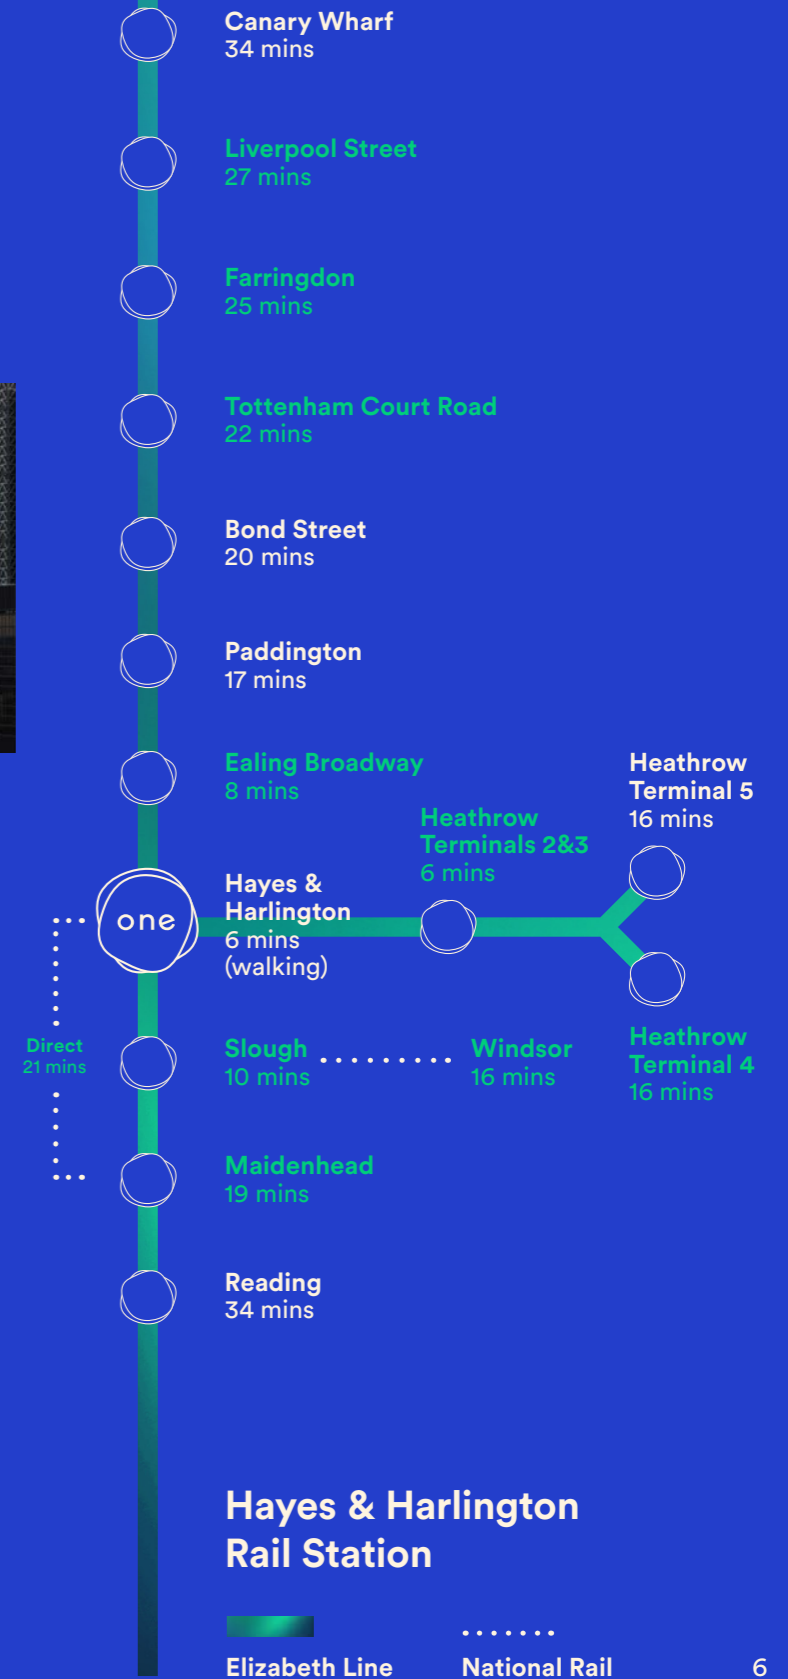 Canary Wharf
34 mins
Liverpool Street
27 mins
Farringdon
25 mins
Tottenham Court Road
22 mins
Bond Street
20 mins
Paddington
17 mins
Ealing Broadway
8 mins
Heathrow
Terminal 5
16 mins
Heathrow
Terminals 2&3
6 mins
one
Hayes &
Harlington
6 mins
(walking)
Direct
21 mins
Slough
10 mins
Windsor
16 mins
Heathrow
Terminal 4
16 mins
Maidenhead
19 mins
Reading
34 mins
Hayes & Harlington
Rail Station
Elizabeth Line
National Rail
6